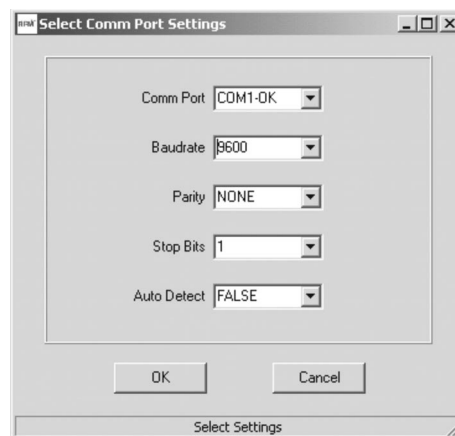 Select Comm Port Settings
Comm Port COM1-OK
Baudrate 9600
Parity NONE
Stop Bits 1
Auto Detect FALSE
OK Cancel
Select Settings